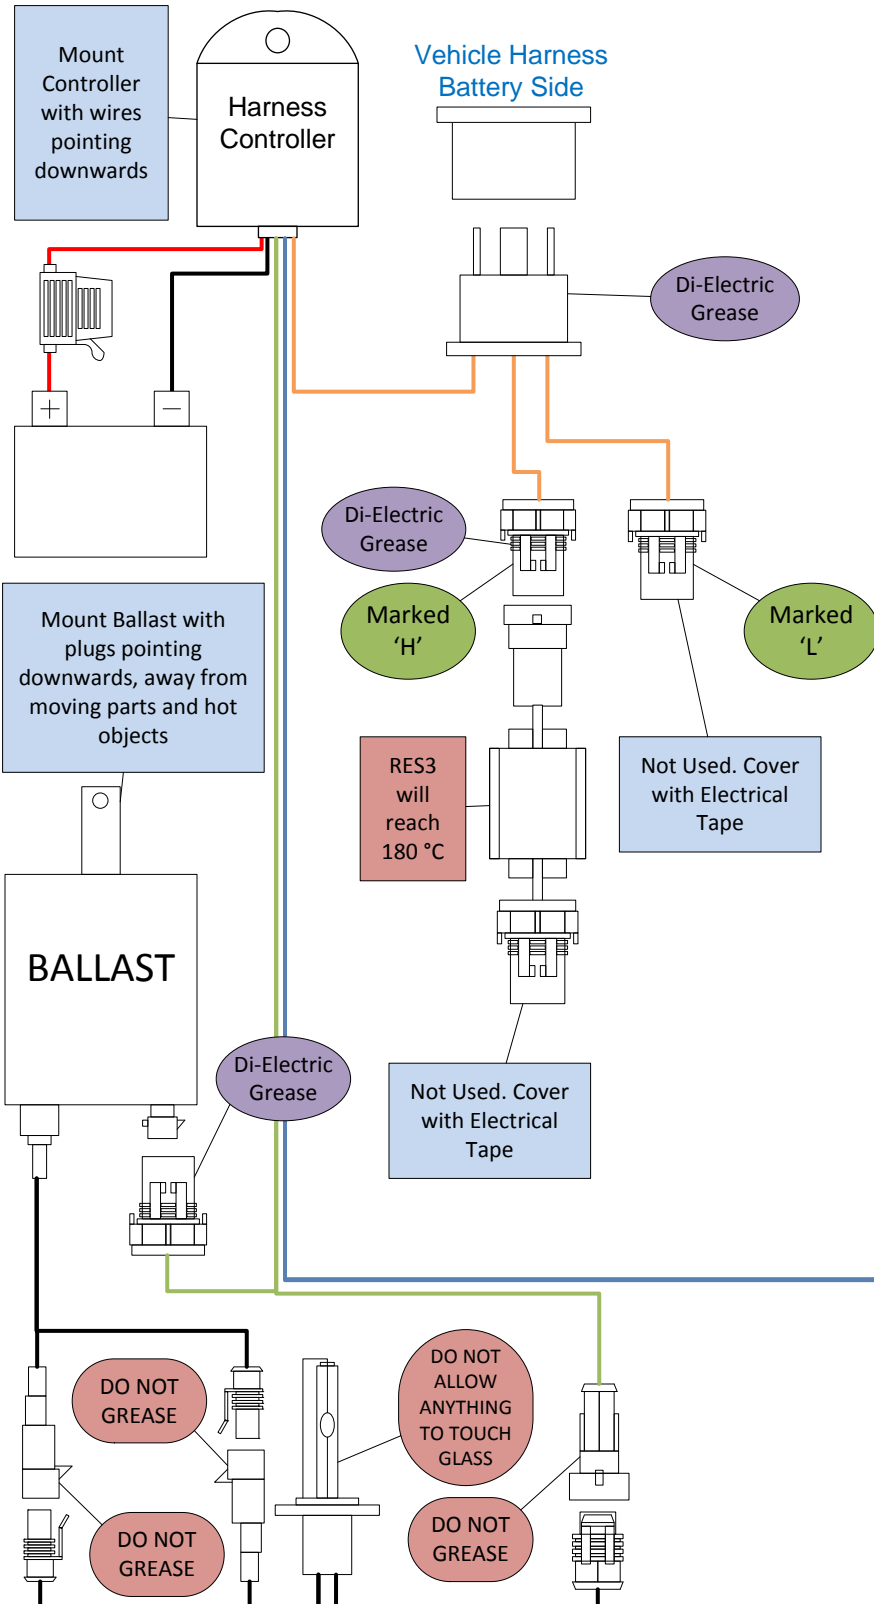 Mount
Controller
with wires
pointing
downwards
Harness
Controller
Vehicle Harness
Battery Side
Di-Electric
Grease
+
–
Di-Electric
Grease
Marked
‘H’
Marked
‘L’
Mount Ballast with
plugs pointing
downwards, away from
moving parts and hot
objects
RES3
will
reach
180 °C
Not Used. Cover
with Electrical
Tape
BALLAST
Di-Electric
Grease
Not Used. Cover
with Electrical
Tape
DO NOT
GREASE
DO NOT
ALLOW
ANYTHING
TO TOUCH
GLASS
DO NOT
GREASE
DO NOT
GREASE